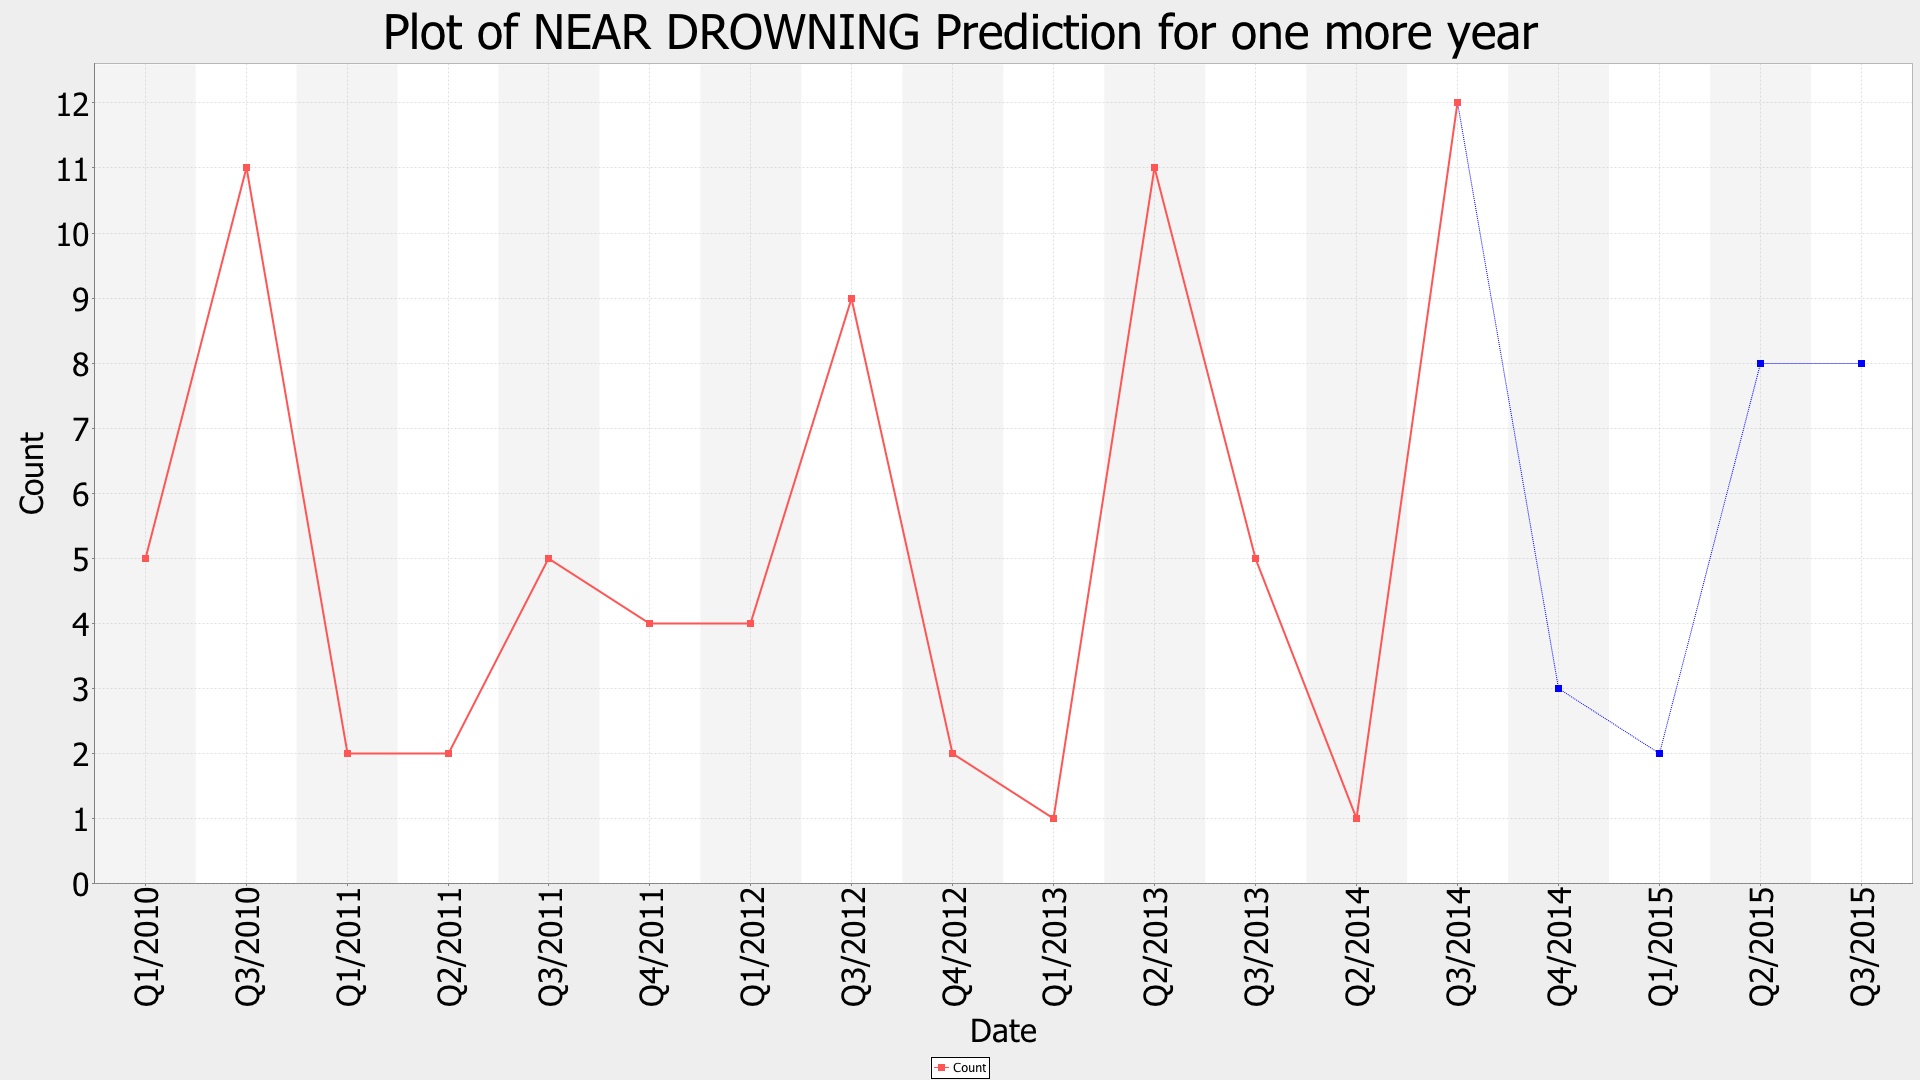 Plot of NEAR DROWNING Prediction for one more year
Count
12
11
10
9
8
7
6
5
4
3
2
1
0
Q1/2010
Q3/2010
Q1/2011
Q2/2011
Q3/2011
Q4/2011
Q1/2012
Q3/2012
Q4/2012
Q1/2013
Q2/2013
Q3/2013
Q2/2014
Q3/2014
Q4/2014
Q1/2015
Q2/2015
Q3/2015
Date
Count